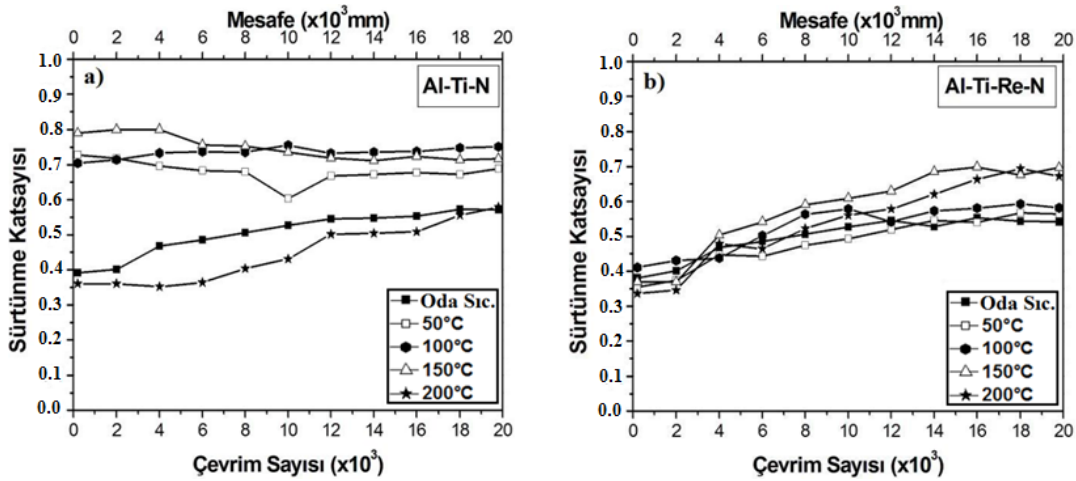 Mesafe (x10³mm)
0 2 4 6 8 10 12 14 16 18 20
a)
Al-Ti-N
1.0
0.9
0.8
0.7
0.6
0.5
0.4
0.3
0.2
0.1
0.0
Sürtünme Katsayısı
Oda Sıc.
50°C
100°C
150°C
200°C
0 2 4 6 8 10 12 14 16 18 20
Çevrim Sayısı (x10³)
Mesafe (x10³mm)
0 2 4 6 8 10 12 14 16 18 20
b)
Al-Ti-Re-N
1.0
0.9
0.8
0.7
0.6
0.5
0.4
0.3
0.2
0.1
0.0
Sürtünme Katsayısı
Oda Sıc.
50°C
100°C
150°C
200°C
0 2 4 6 8 10 12 14 16 18 20
Çevrim Sayısı (x10³)